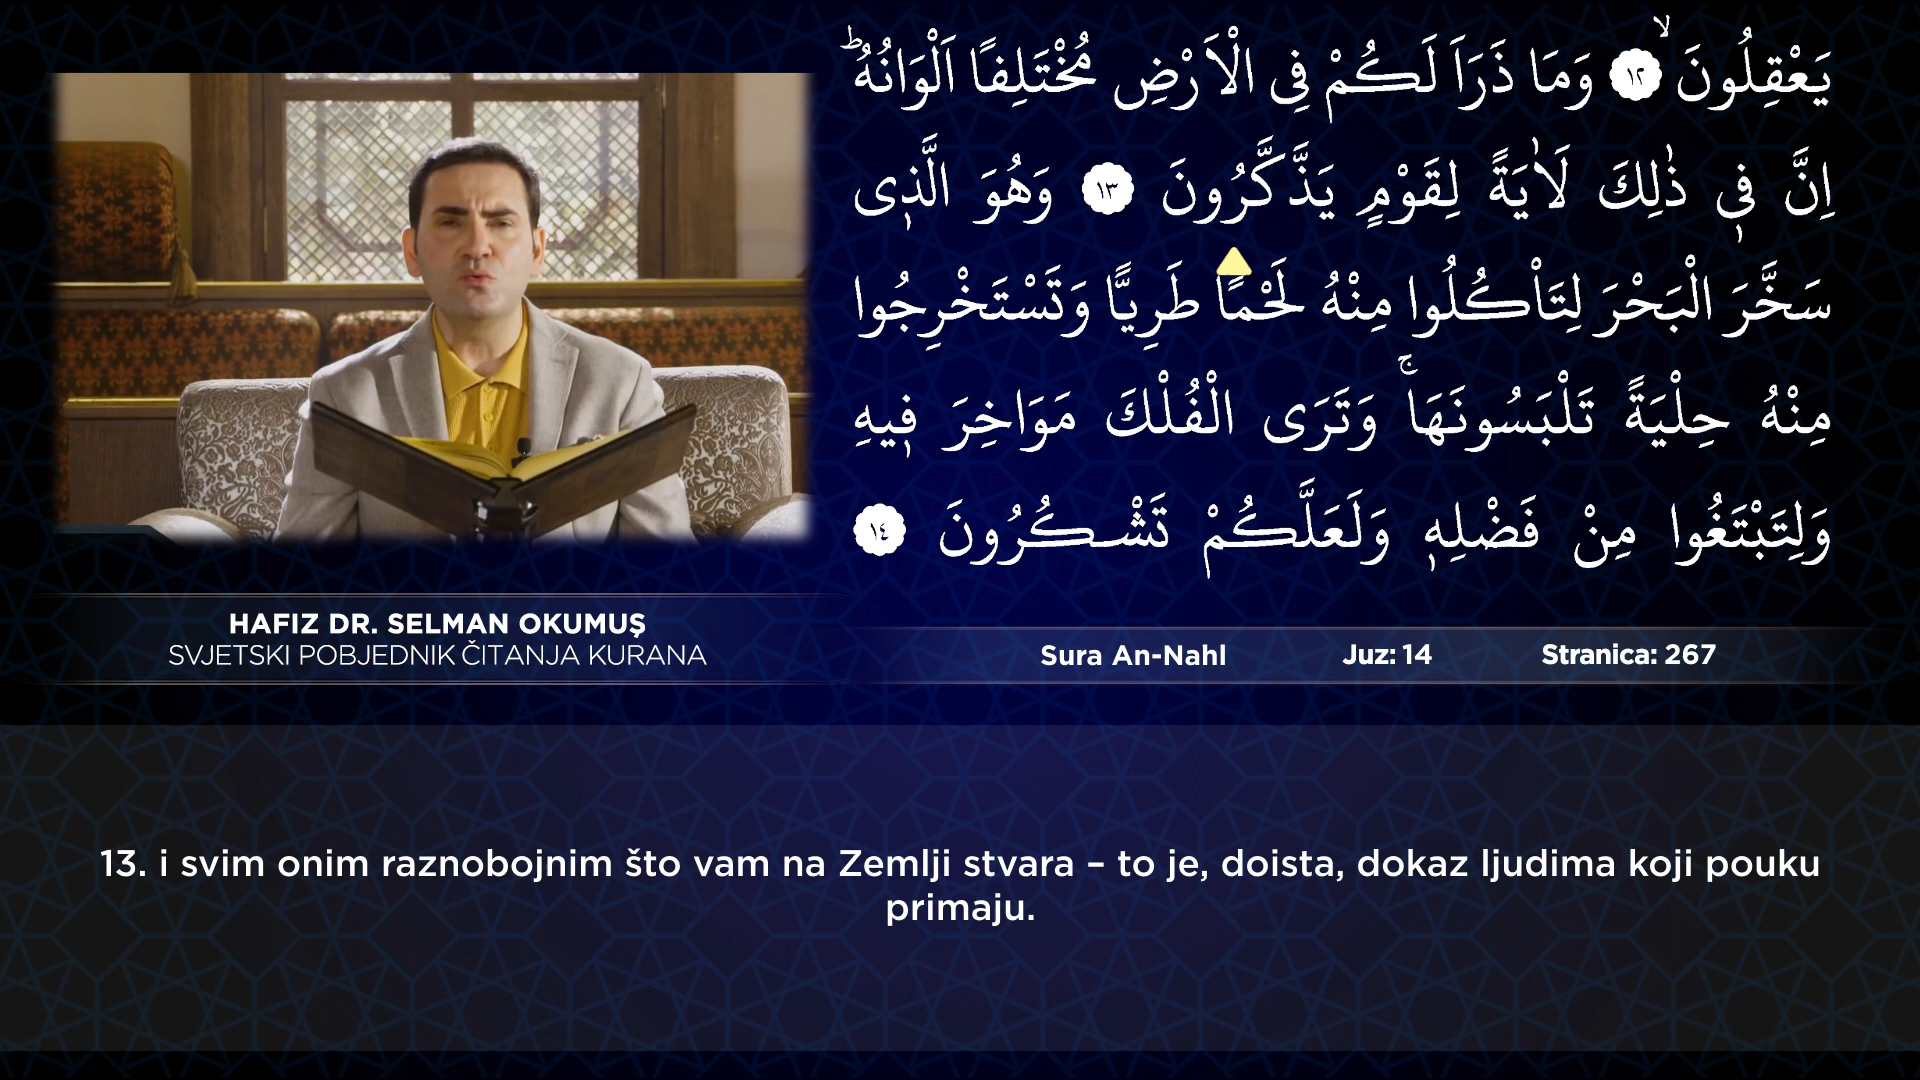 يَعْقِلُونَۙ ﴿١٢﴾ وَمَا ذَرَاَ لَكُمْ فِي الْاَرْضِ مُخْتَلِفًا اَلْوَانُهُۜ
اِنَّ ف۪ي ذٰلِكَ لَاٰيَةً لِقَوْمٍ يَذَّكَّرُونَ ﴿١٣﴾ وَهُوَ الَّذ۪ى
سَخَّرَ الْبَحْرَ لِتَاْكُلُوا مِنْهُ لَحْمًا طَرِيًّا وَتَسْتَخْرِجُوا
مِنْهُ حِلْيَةً تَلْبَسُونَهَاۚ وَتَرَى الْفُلْكَ مَوَاخِرَ ف۪يهِ
وَلِتَبْتَغُوا مِنْ فَضْلِه۪ وَلَعَلَّكُمْ تَشْكُرُونَ ﴿١٤﴾
HAFIZ DR. SELMAN OKUMUŞ
SVJETSKI POBJEDNIK ČITANJA KURANA
Sura An-Nahl Juz: 14 Stranica: 267
13. i svim onim raznobojnim što vam na Zemlji stvara – to je, doista, dokaz ljudima koji pouku
primaju.